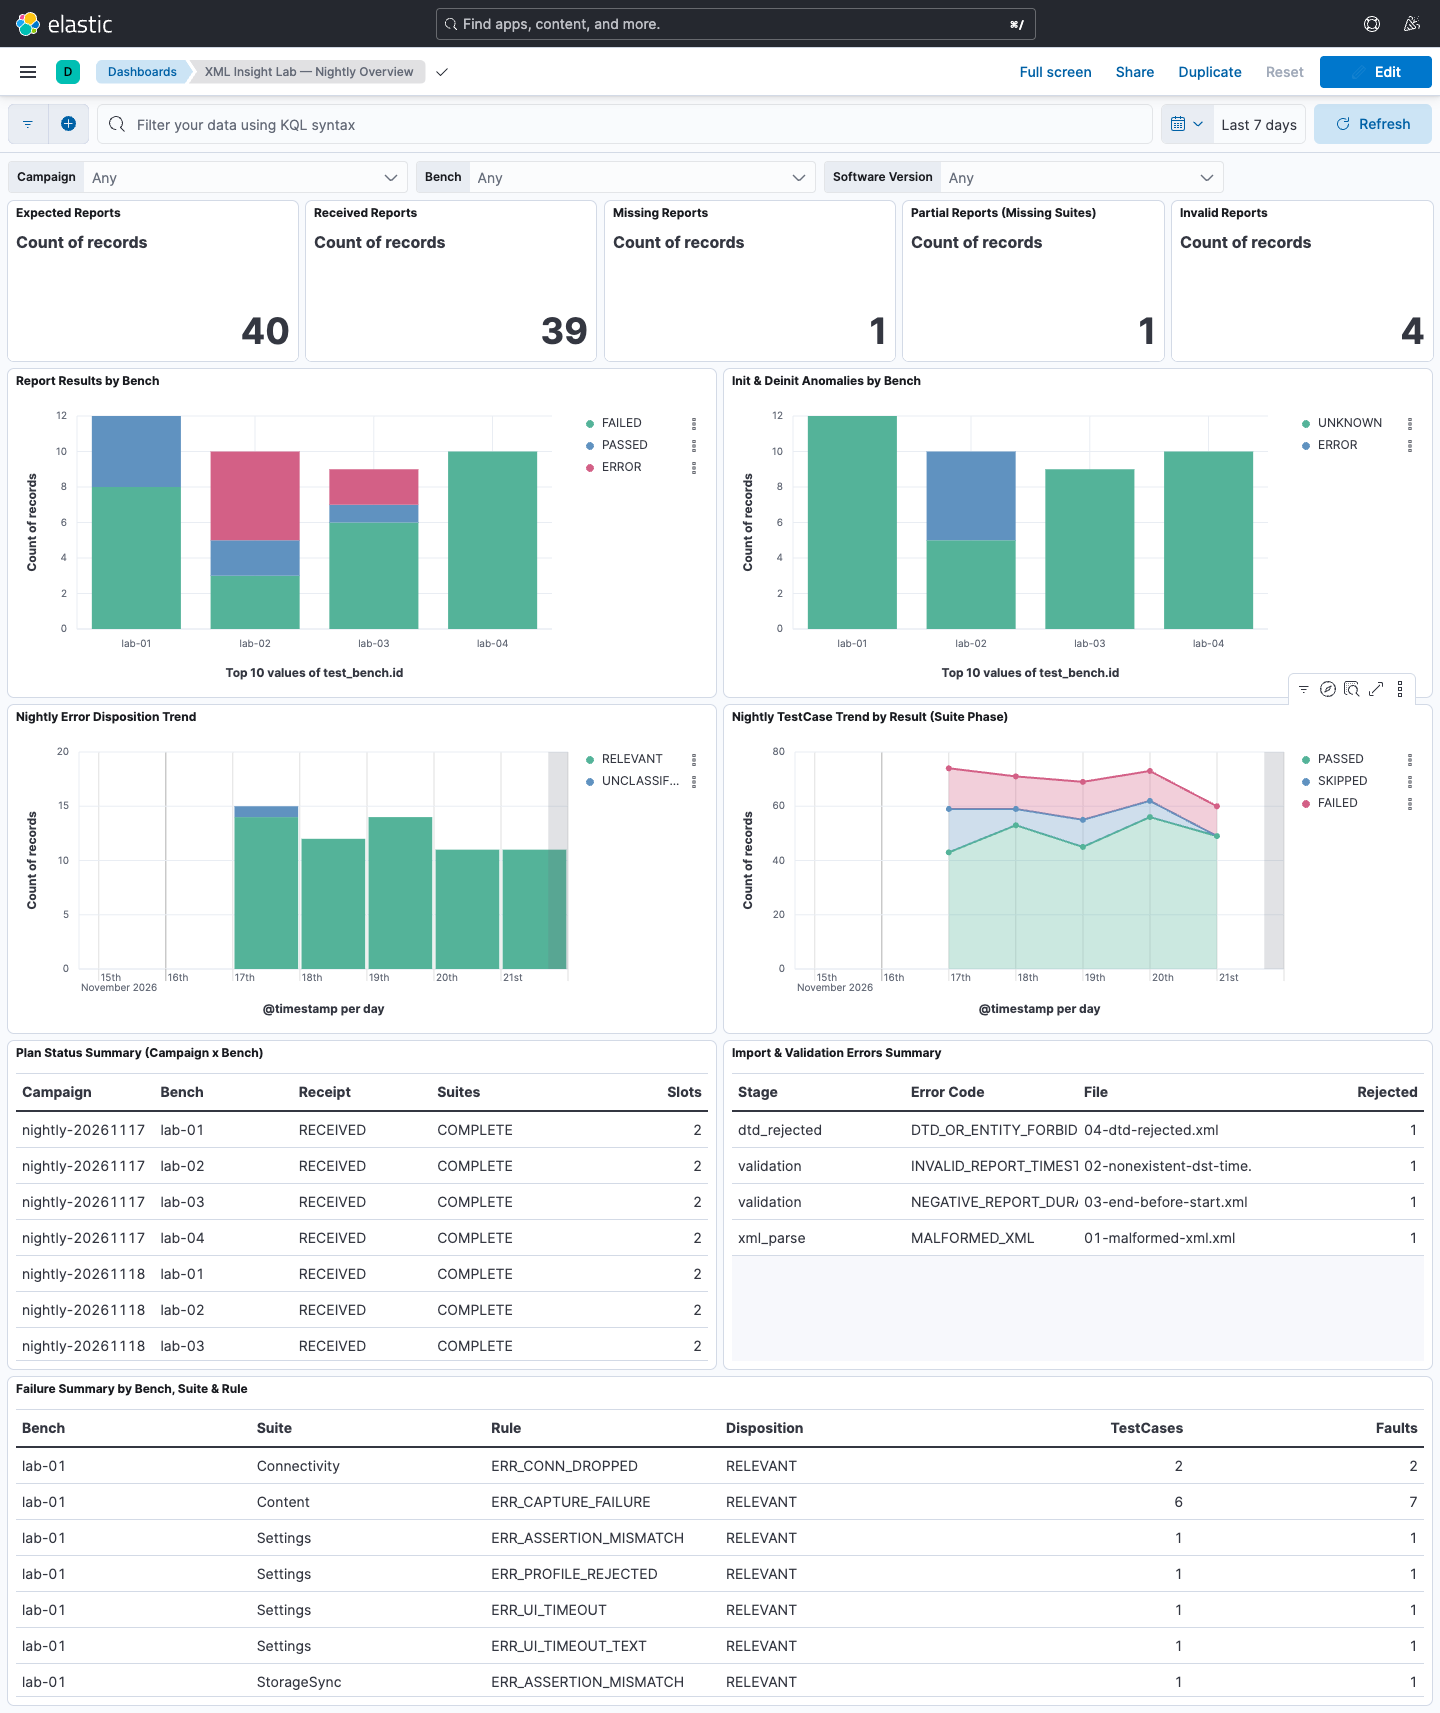 elastic
Find apps, content, and more.
⌘/
D
Dashboards
XML Insight Lab — Nightly Overview
Full screen
Share
Duplicate
Reset
Edit
Filter your data using KQL syntax
Last 7 days
Refresh
Campaign Any
Bench Any
Software Version Any
Expected Reports
Count of records
40
Received Reports
Count of records
39
Missing Reports
Count of records
1
Partial Reports (Missing Suites)
Count of records
1
Invalid Reports
Count of records
4
Report Results by Bench
Count of records
12
10
8
6
4
2
0
lab-01 lab-02 lab-03 lab-04
Top 10 values of test_bench.id
FAILED
PASSED
ERROR
Init & Deinit Anomalies by Bench
Count of records
12
10
8
6
4
2
0
lab-01 lab-02 lab-03 lab-04
Top 10 values of test_bench.id
UNKNOWN
ERROR
Nightly Error Disposition Trend
Count of records
20
15
10
5
0
15th 16th 17th 18th 19th 20th 21st
November 2026
@timestamp per day
RELEVANT
UNCLASSIF...
Nightly TestCase Trend by Result (Suite Phase)
Count of records
80
60
40
20
0
15th 16th 17th 18th 19th 20th 21st
November 2026
@timestamp per day
PASSED
SKIPPED
FAILED
Plan Status Summary (Campaign x Bench)
Campaign Bench Receipt Suites Slots
nightly-20261117 lab-01 RECEIVED COMPLETE 2
nightly-20261117 lab-02 RECEIVED COMPLETE 2
nightly-20261117 lab-03 RECEIVED COMPLETE 2
nightly-20261117 lab-04 RECEIVED COMPLETE 2
nightly-20261118 lab-01 RECEIVED COMPLETE 2
nightly-20261118 lab-02 RECEIVED COMPLETE 2
nightly-20261118 lab-03 RECEIVED COMPLETE 2
Import & Validation Errors Summary
Stage Error Code File Rejected
dtd_rejected DTD_OR_ENTITY_FORBID 04-dtd-rejected.xml 1
validation INVALID_REPORT_TIMEST 02-nonexistent-dst-time. 1
validation NEGATIVE_REPORT_DURA 03-end-before-start.xml 1
xml_parse MALFORMED_XML 01-malformed-xml.xml 1
Failure Summary by Bench, Suite & Rule
Bench Suite Rule Disposition TestCases Faults
lab-01 Connectivity ERR_CONN_DROPPED RELEVANT 2 2
lab-01 Content ERR_CAPTURE_FAILURE RELEVANT 6 7
lab-01 Settings ERR_ASSERTION_MISMATCH RELEVANT 1 1
lab-01 Settings ERR_PROFILE_REJECTED RELEVANT 1 1
lab-01 Settings ERR_UI_TIMEOUT RELEVANT 1 1
lab-01 Settings ERR_UI_TIMEOUT_TEXT RELEVANT 1 1
lab-01 StorageSync ERR_ASSERTION_MISMATCH RELEVANT 1 1